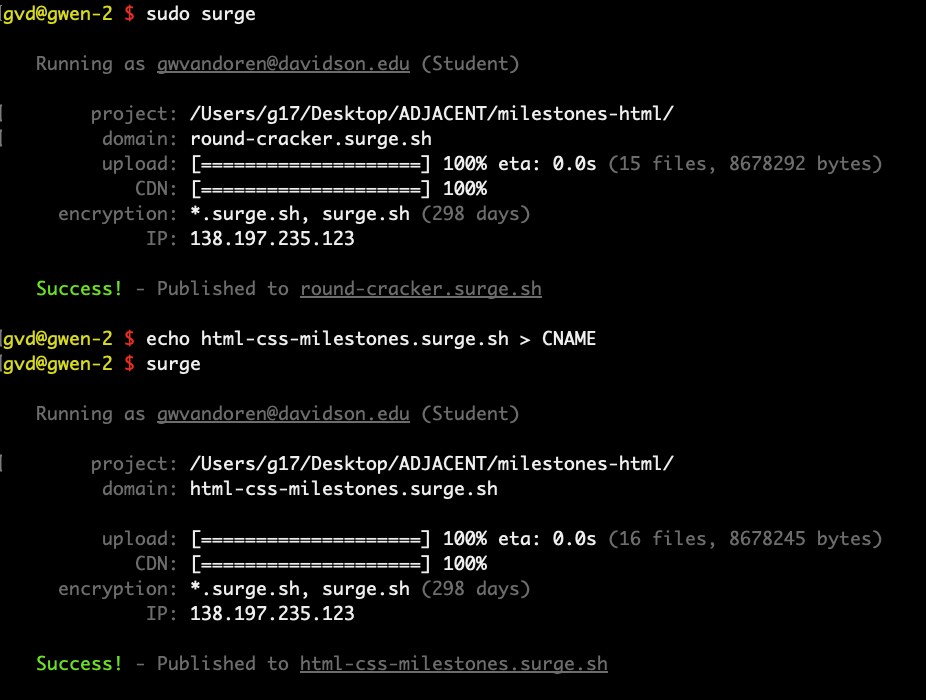 gvd@gwen-2 $ sudo surge
Running as gwvandoren@davidson.edu (Student)
project: /Users/g17/Desktop/ADJACENT/milestones-html/
domain: round-cracker.surge.sh
upload: [====================] 100% eta: 0.0s (15 files, 8678292 bytes)
CDN: [====================] 100%
encryption: *.surge.sh, surge.sh (298 days)
IP: 138.197.235.123
Success! - Published to round-cracker.surge.sh
gvd@gwen-2 $ echo html-css-milestones.surge.sh > CNAME
gvd@gwen-2 $ surge
Running as gwvandoren@davidson.edu (Student)
project: /Users/g17/Desktop/ADJACENT/milestones-html/
domain: html-css-milestones.surge.sh
upload: [====================] 100% eta: 0.0s (16 files, 8678245 bytes)
CDN: [====================] 100%
encryption: *.surge.sh, surge.sh (298 days)
IP: 138.197.235.123
Success! - Published to html-css-milestones.surge.sh